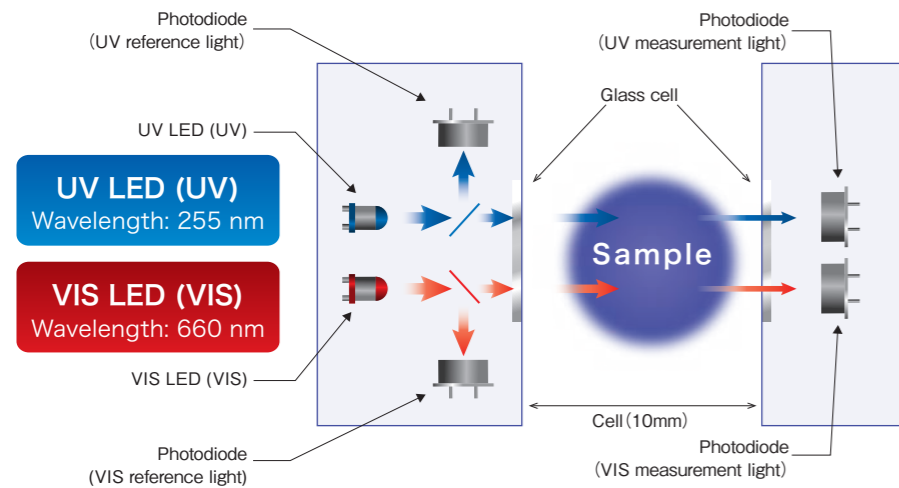 Photodiode
(UV reference light)
Photodiode
(UV measurement light)
Glass cell
UV LED (UV)
UV LED (UV)
Wavelength: 255 nm
Sample
VIS LED (VIS)
Wavelength: 660 nm
VIS LED (VIS)
Cell(10mm)
Photodiode
(VIS reference light)
Photodiode
(VIS measurement light)